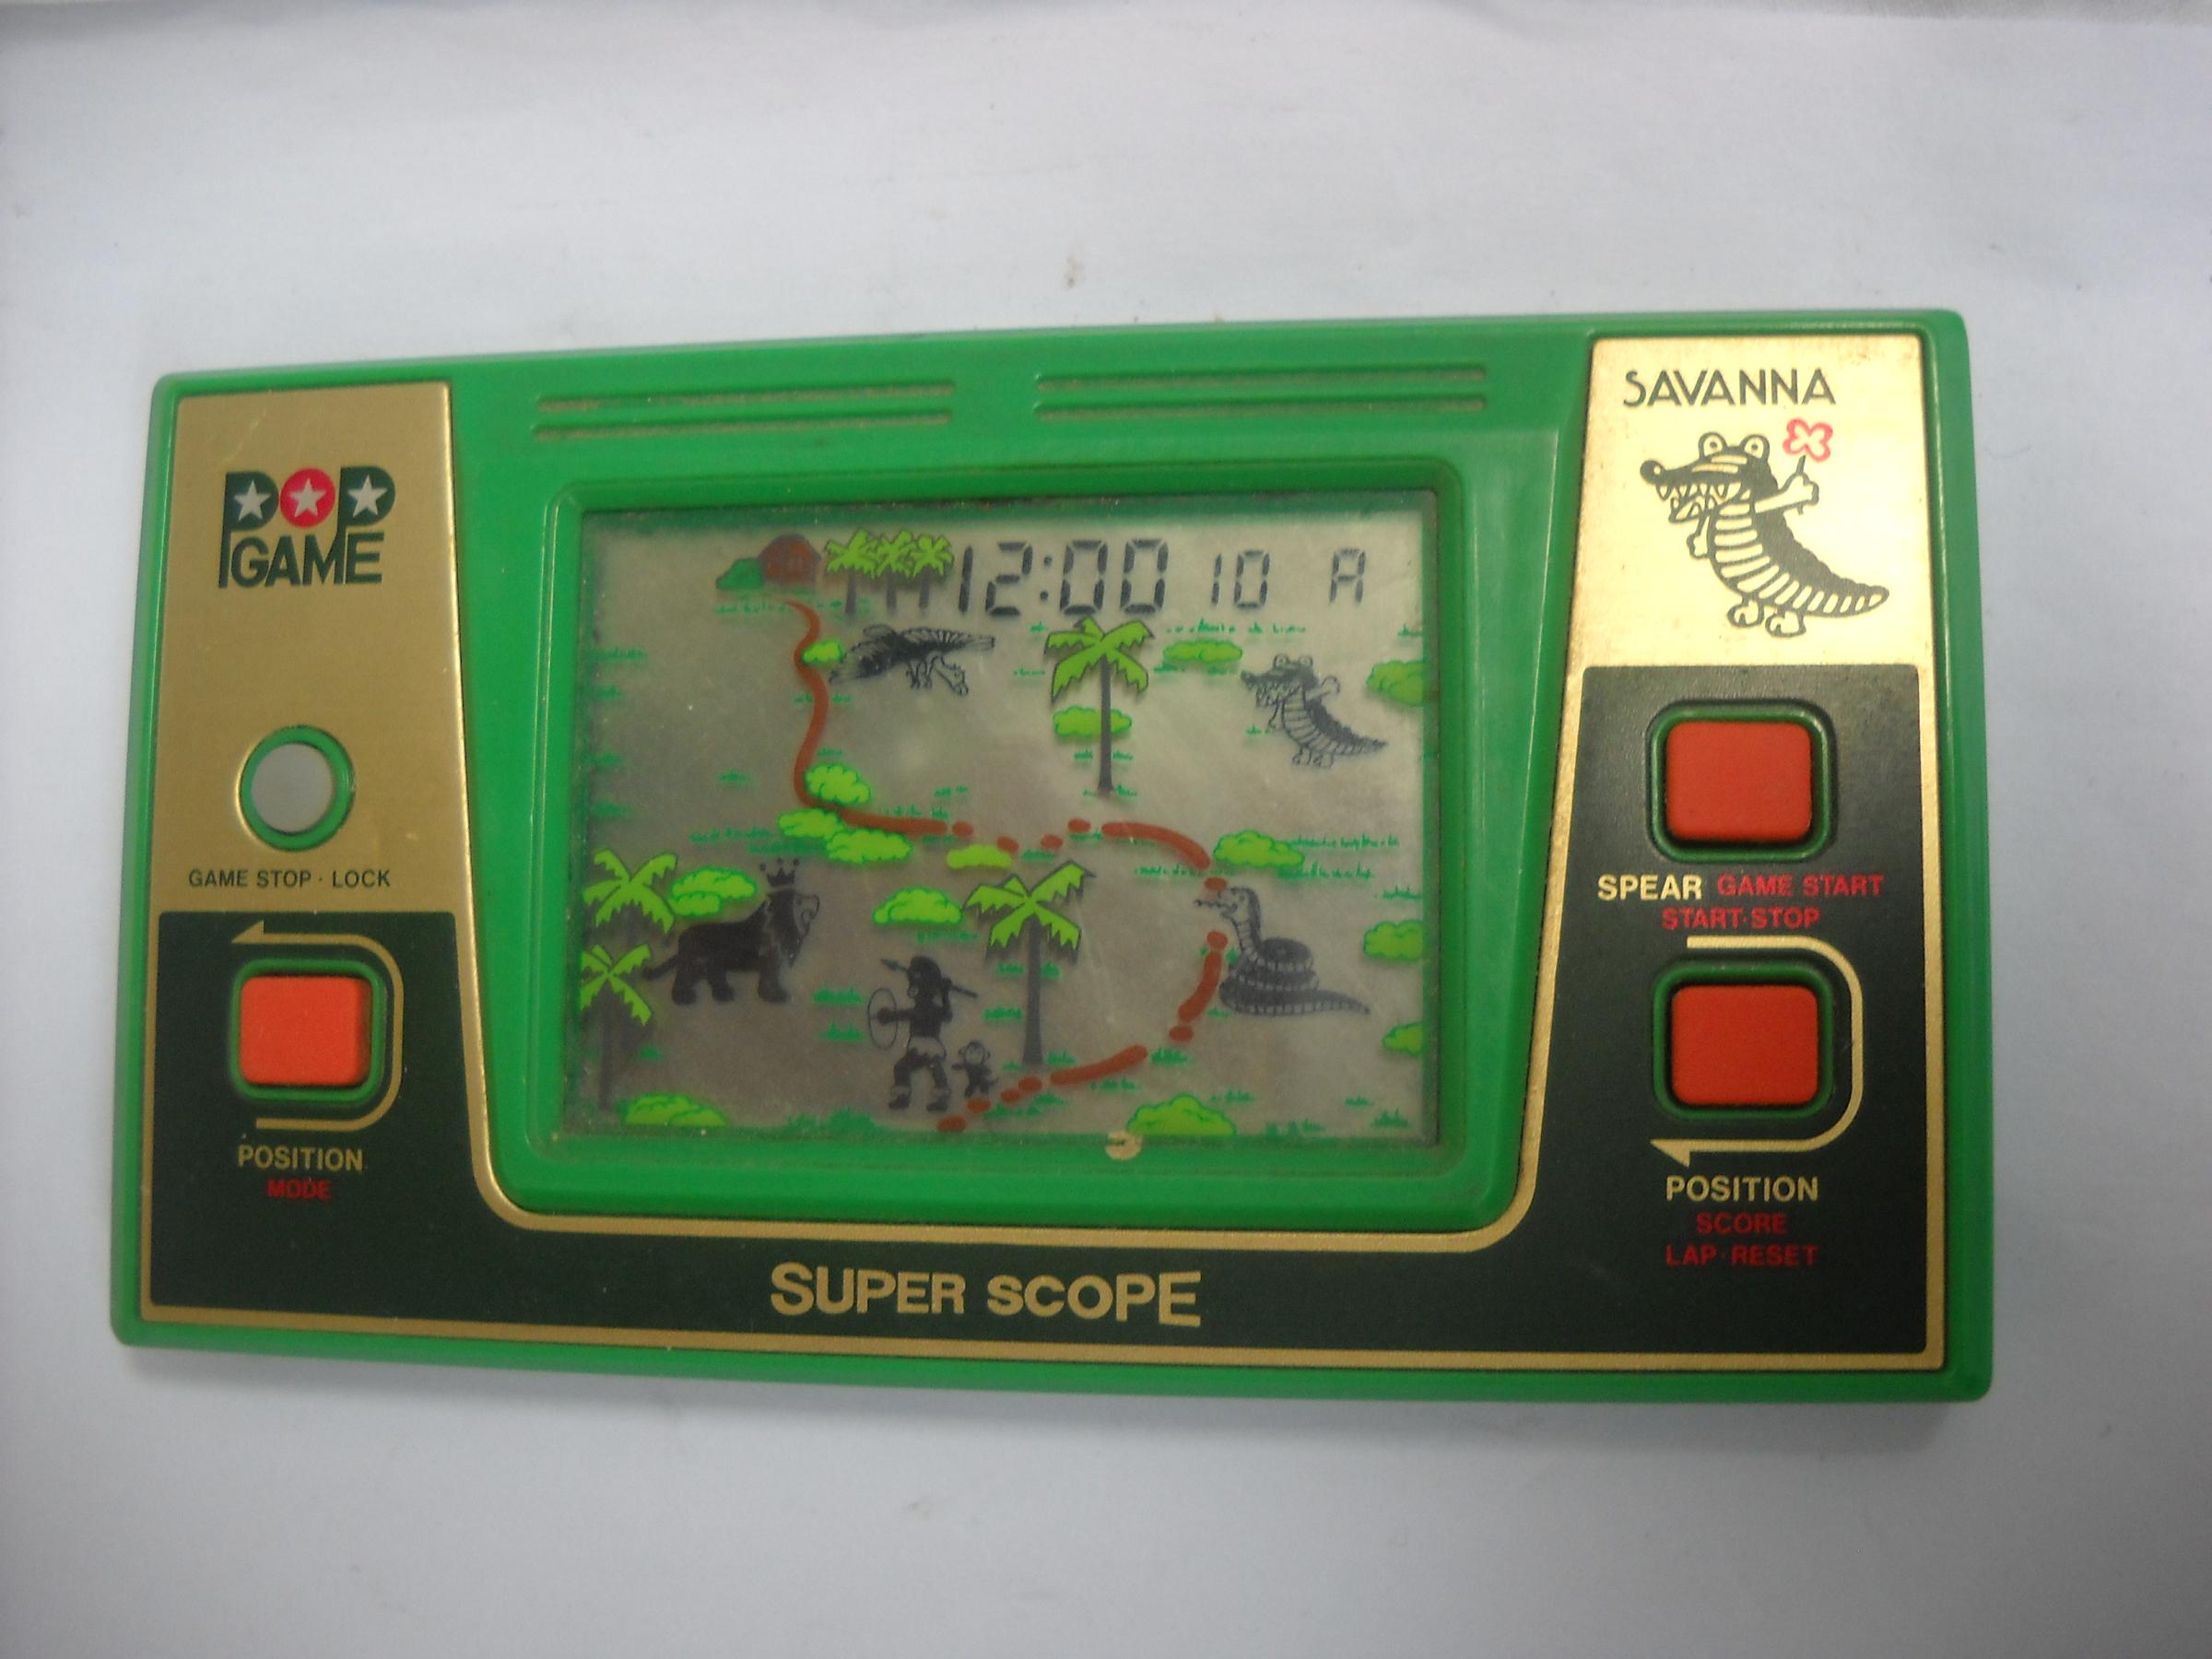 POP
GAME
SAVANNA
12:00 10 A
GAME STOP · LOCK
SPEAR GAME START
START·STOP
POSITION
MODE
POSITION
SCORE
LAP·RESET
SUPER SCOPE